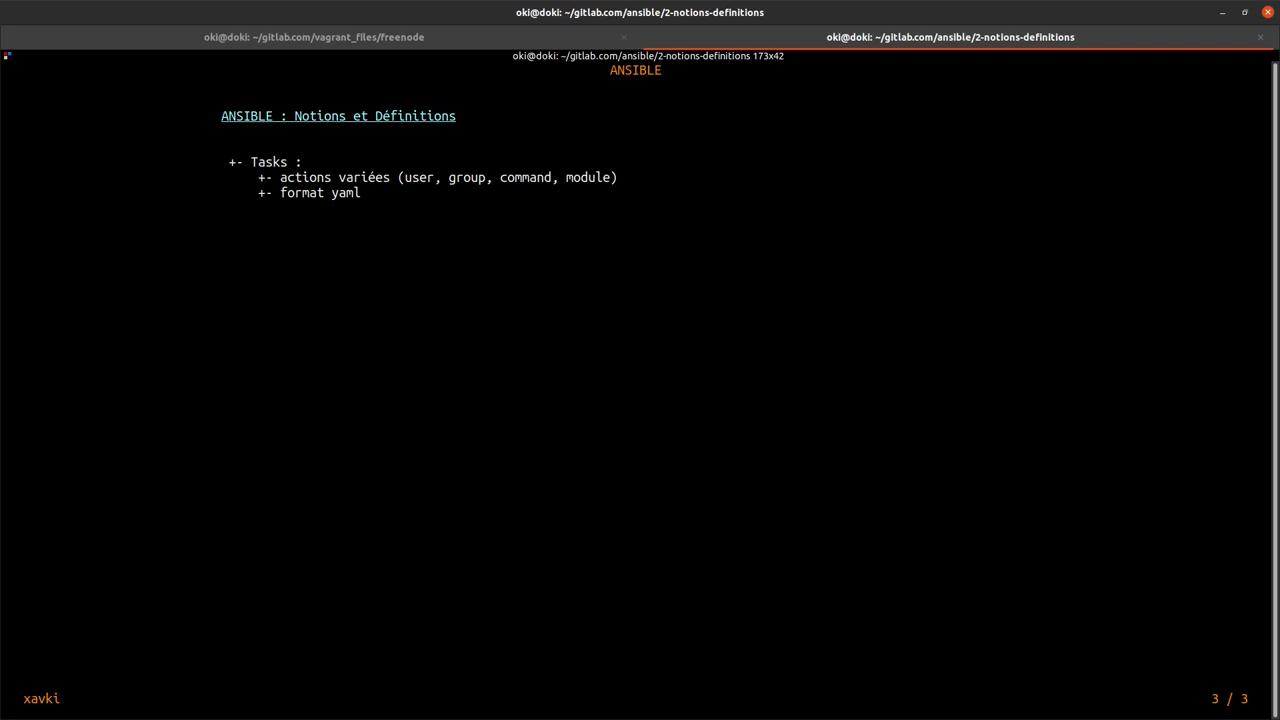 oki@doki: ~/gitlab.com/ansible/2-notions-definitions
oki@doki: ~/gitlab.com/vagrant_files/freenode
oki@doki: ~/gitlab.com/ansible/2-notions-definitions
oki@doki: ~/gitlab.com/ansible/2-notions-definitions 173x42
ANSIBLE
ANSIBLE : Notions et Définitions
+- Tasks :
+- actions variées (user, group, command, module)
+- format yaml
xavki
3 / 3